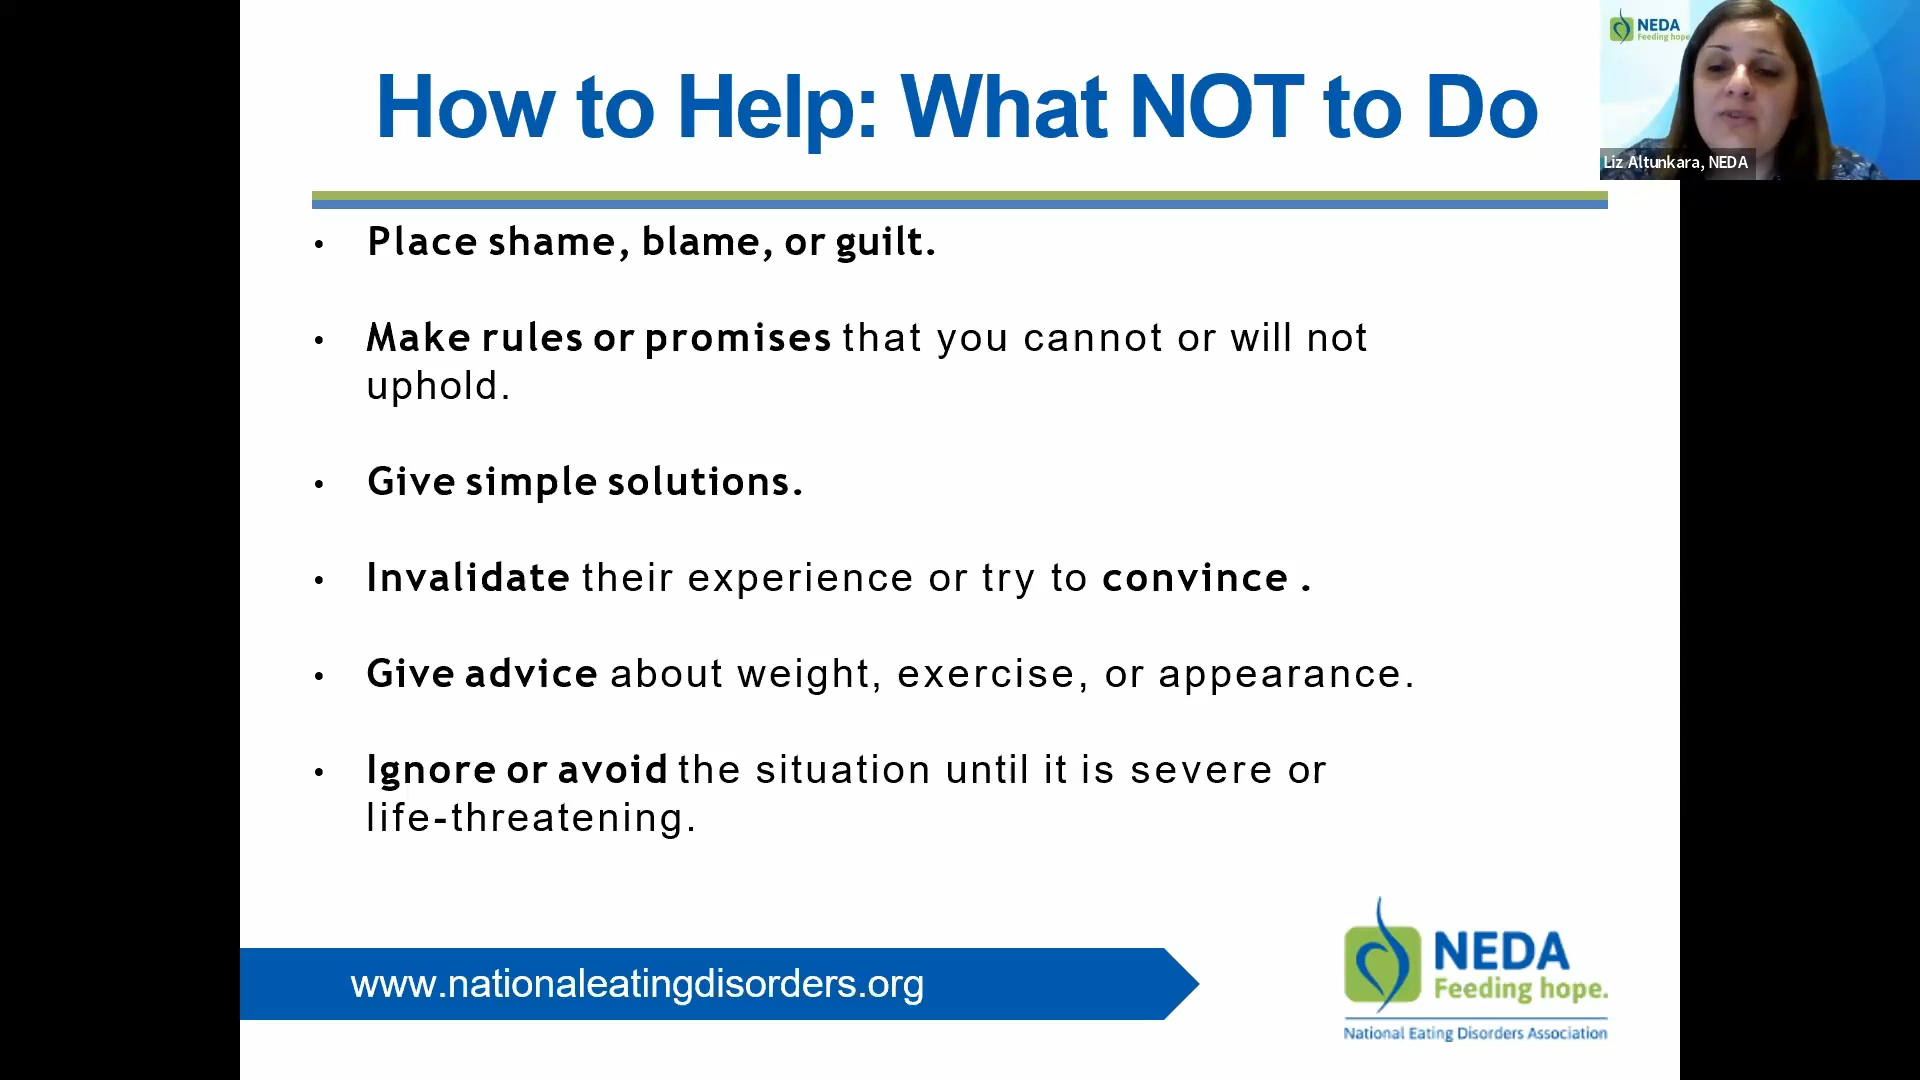 How to Help: What NOT to Do
NEDA
Feeding hope
Liz Altunkara, NEDA
• Place shame, blame, or guilt.
• Make rules or promises that you cannot or will not
uphold.
• Give simple solutions.
• Invalidate their experience or try to convince .
• Give advice about weight, exercise, or appearance.
• Ignore or avoid the situation until it is severe or
life-threatening.
www.nationaleatingdisorders.org
NEDA
Feeding hope.
National Eating Disorders Association